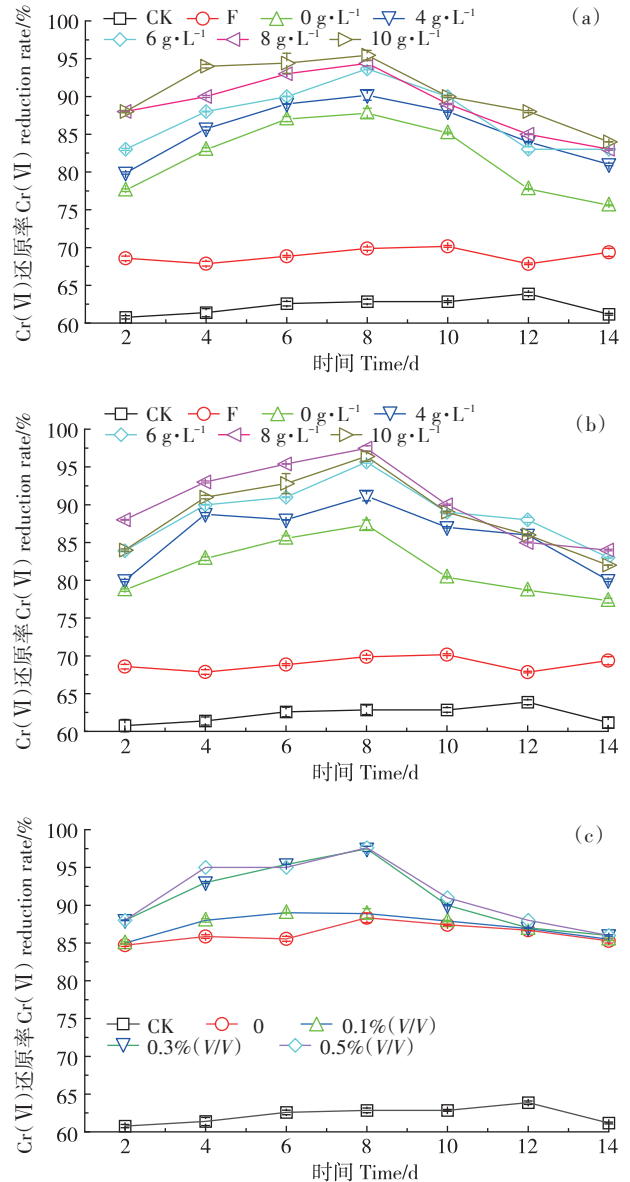 CK F 0 g·L⁻¹ 4 g·L⁻¹ (a)
6 g·L⁻¹ 8 g·L⁻¹ 10 g·L⁻¹
Cr(Ⅵ)还原率 Cr(Ⅵ) reduction rate/%
100
95
90
85
80
75
70
65
60
2 4 6 8 10 12 14
时间 Time/d
CK F 0 g·L⁻¹ 4 g·L⁻¹ (b)
6 g·L⁻¹ 8 g·L⁻¹ 10 g·L⁻¹
Cr(Ⅵ)还原率 Cr(Ⅵ) reduction rate/%
100
95
90
85
80
75
70
65
60
2 4 6 8 10 12 14
时间 Time/d
(c)
Cr(Ⅵ)还原率 Cr(Ⅵ) reduction rate/%
100
95
90
85
80
75
70
65
60
CK 0 0.1%(V/V)
0.3%(V/V) 0.5%(V/V)
2 4 6 8 10 12 14
时间 Time/d